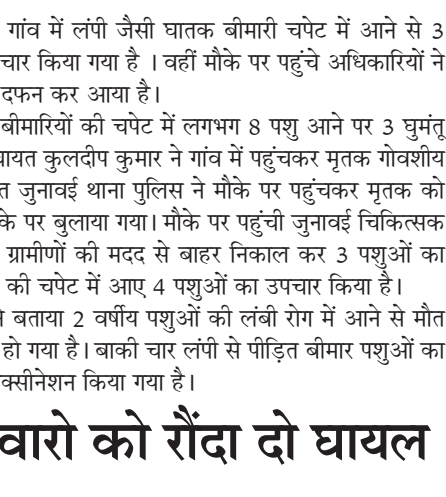 गांव में लंपी जैसी घातक बीमारी चपेट में आने से 3
चार किया गया है । वहीं मौके पर पहुंचे अधिकारियों ने
दफन कर आया है।
बीमारियों की चपेट में लगभग 8 पशु आने पर 3 घुमंतू
ायत कुलदीप कुमार ने गांव में पहुंचकर मृतक गोवशीय
त जुनावई थाना पुलिस ने मौके पर पहुंचकर मृतक को
के पर बुलाया गया। मौके पर पहुंची जुनावई चिकित्सक
ग्रामीणों की मदद से बाहर निकाल कर 3 पशुओं का
की चपेट में आए 4 पशुओं का उपचार किया है।
बताया 2 वर्षीय पशुओं की लंबी रोग में आने से मौत
हो गया है। बाकी चार लंपी से पीड़ित बीमार पशुओं का
क्सीनेशन किया गया है।
वारो को रौंदा दो घायल